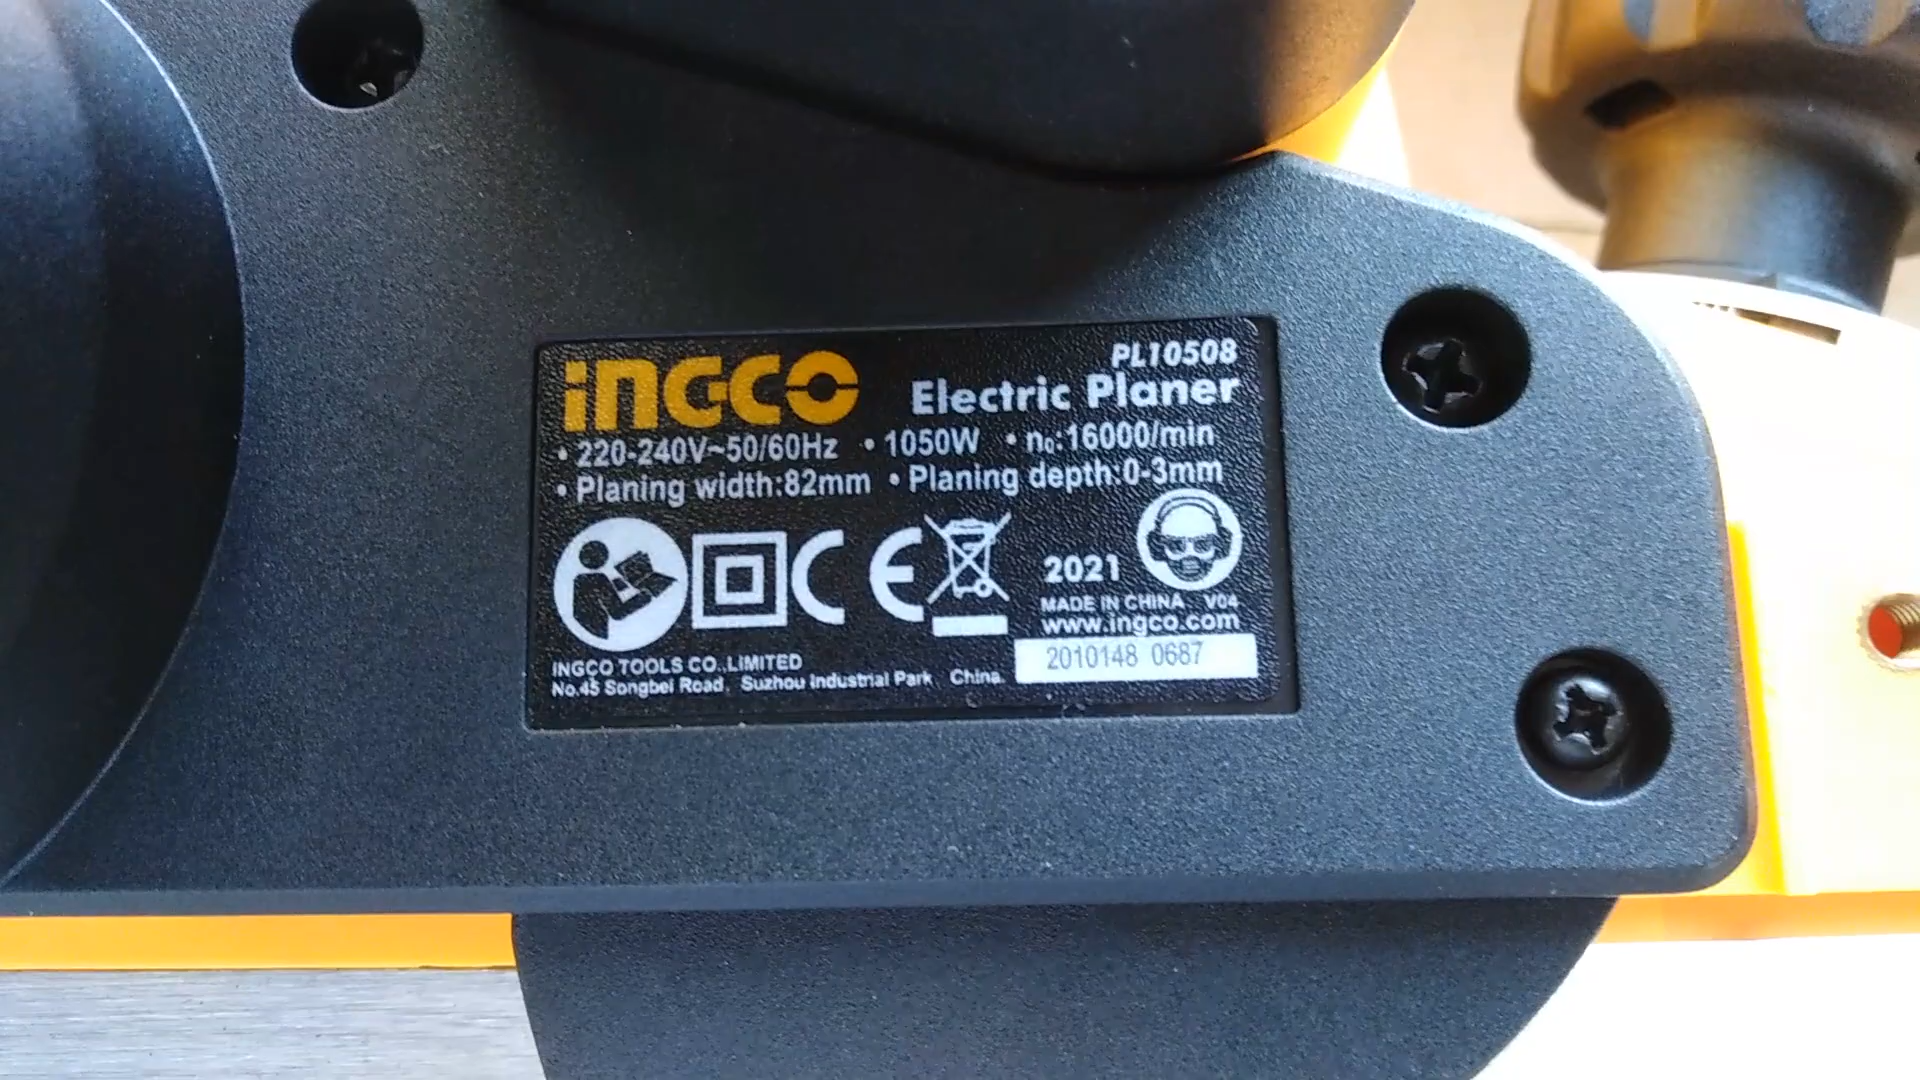 INGCO
PL10508
Electric Planer
• 220-240V~50/60Hz • 1050W • n₀:16000/min
• Planing width:82mm • Planing depth:0-3mm
CE
2021
MADE IN CHINA V04
www.ingco.com
2010148 0687
INGCO TOOLS CO.,LIMITED
No.45 Songbei Road, Suzhou Industrial Park China.